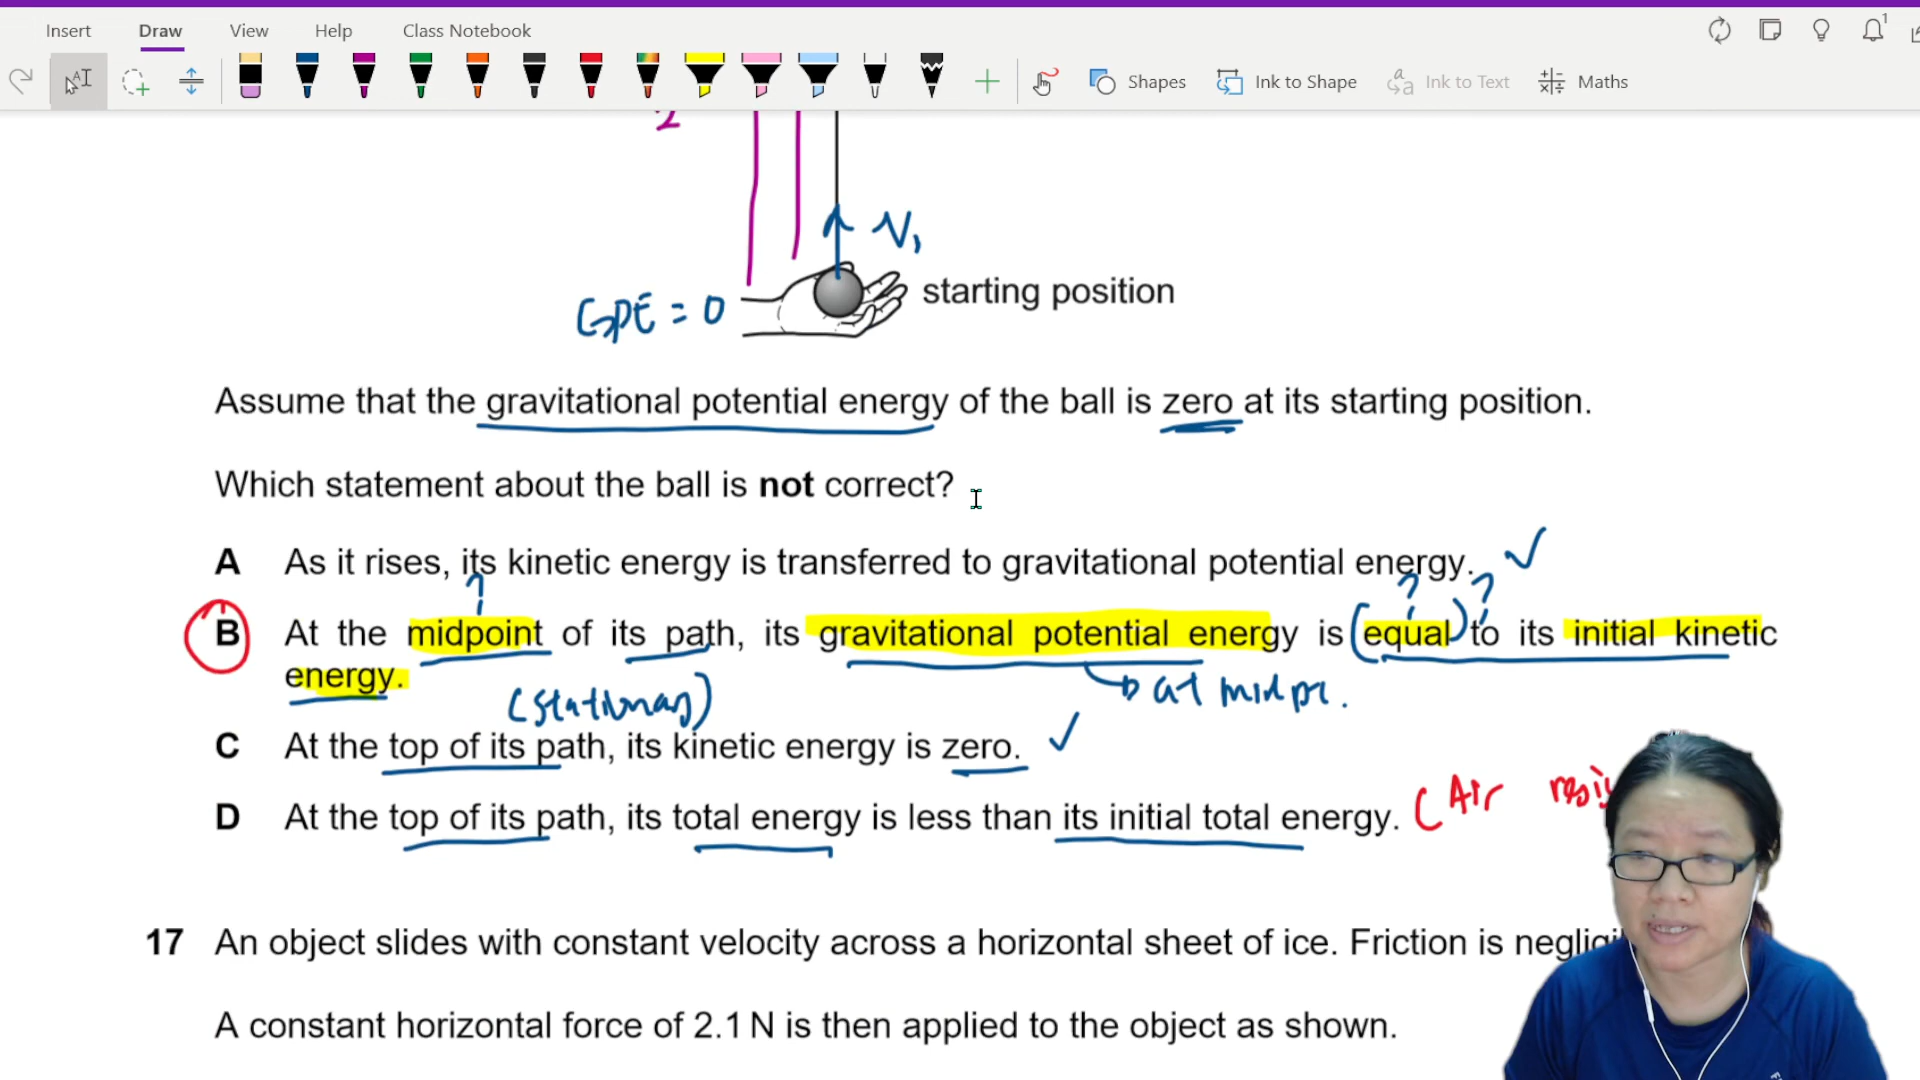 Insert Draw View Help Class Notebook
1
Shapes Ink to Shape Ink to Text Maths
2
V1
starting position
GPE = 0
Assume that the gravitational potential energy of the ball is zero at its starting position.
Which statement about the ball is not correct?
A As it rises, its kinetic energy is transferred to gravitational potential energy. ✓
? ? ?
B At the midpoint of its path, its gravitational potential energy is (equal) to its initial kinetic
energy.
(stationary) at midpt.
C At the top of its path, its kinetic energy is zero. ✓
D At the top of its path, its total energy is less than its initial total energy. (Air
17 An object slides with constant velocity across a horizontal sheet of ice. Friction is
A constant horizontal force of 2.1 N is then applied to the object as shown.